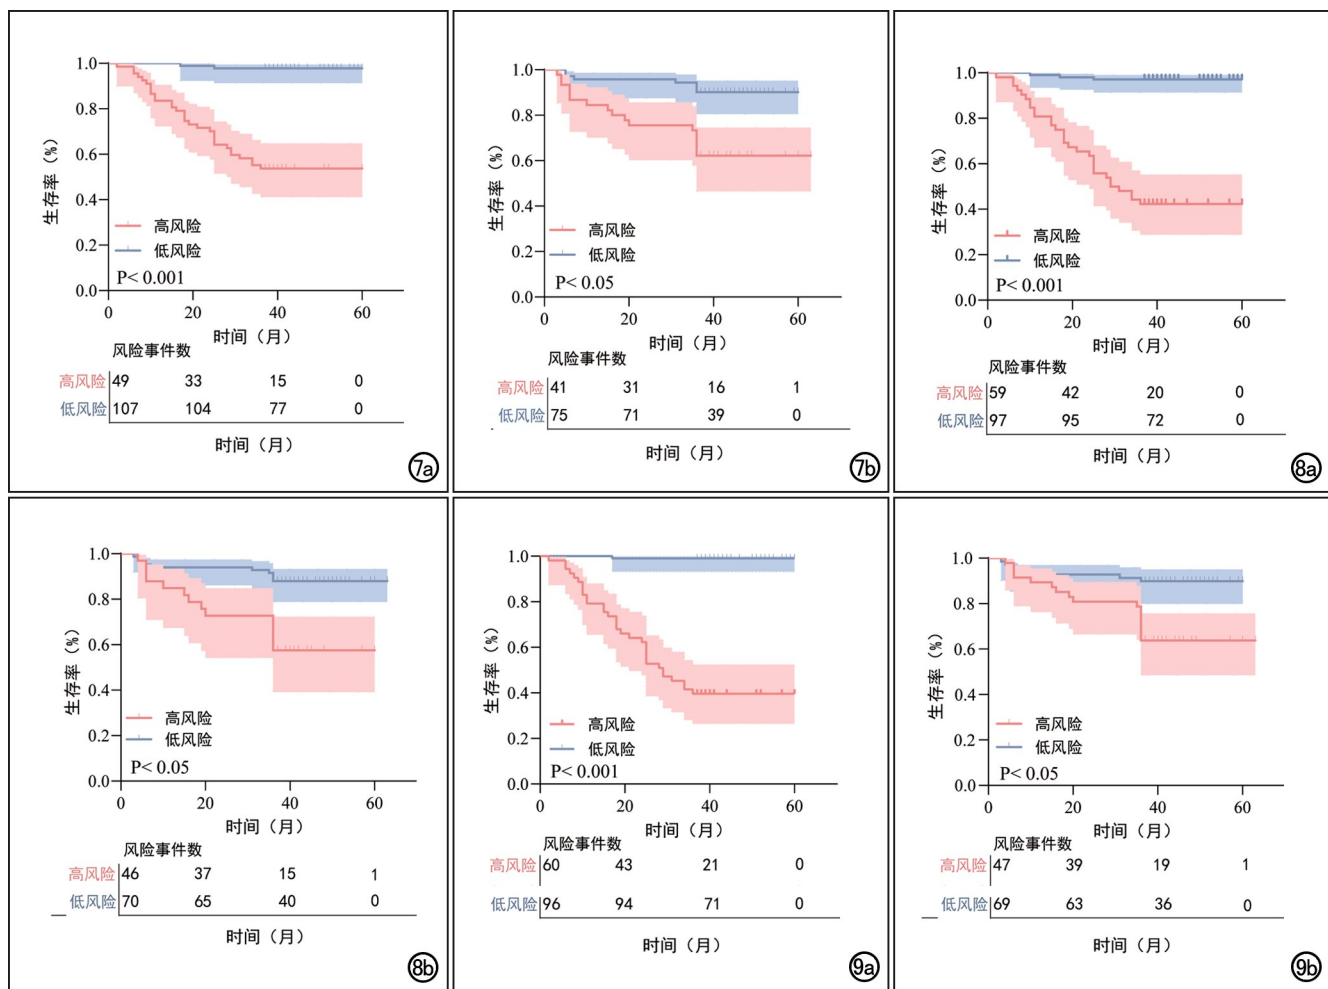 1.0
0.8
0.6
0.4
0.2
0.0
生存率（%）
高风险
低风险
P< 0.001
20 40 60
时间（月）
风险事件数
高风险 49 33 15 0
低风险 107 104 77 0
时间（月）
7a
1.0
0.8
0.6
0.4
0.2
0.0
生存率（%）
高风险
低风险
P< 0.05
0 20 40 60
时间（月）
风险事件数
高风险 41 31 16 1
低风险 75 71 39 0
时间（月）
7b
1.0
0.8
0.6
0.4
0.2
0.0
生存率（%）
高风险
低风险
P< 0.001
0 20 40 60
时间（月）
风险事件数
高风险 59 42 20 0
低风险 97 95 72 0
时间（月）
8a
1.0
0.8
0.6
0.4
0.2
0.0
生存率（%）
高风险
低风险
P< 0.05
0 20 40 60
时间（月）
风险事件数
高风险 46 37 15 1
低风险 70 65 40 0
时间（月）
8b
1.0
0.8
0.6
0.4
0.2
0.0
生存率（%）
高风险
低风险
P< 0.001
0 20 40 60
时间（月）
风险事件数
高风险 60 43 21 0
低风险 96 94 71 0
时间（月）
9a
1.0
0.8
0.6
0.4
0.2
0.0
生存率（%）
高风险
低风险
P< 0.05
0 20 40 60
时间（月）
风险事件数
高风险 47 39 19 1
低风险 69 63 36 0
时间（月）
9b